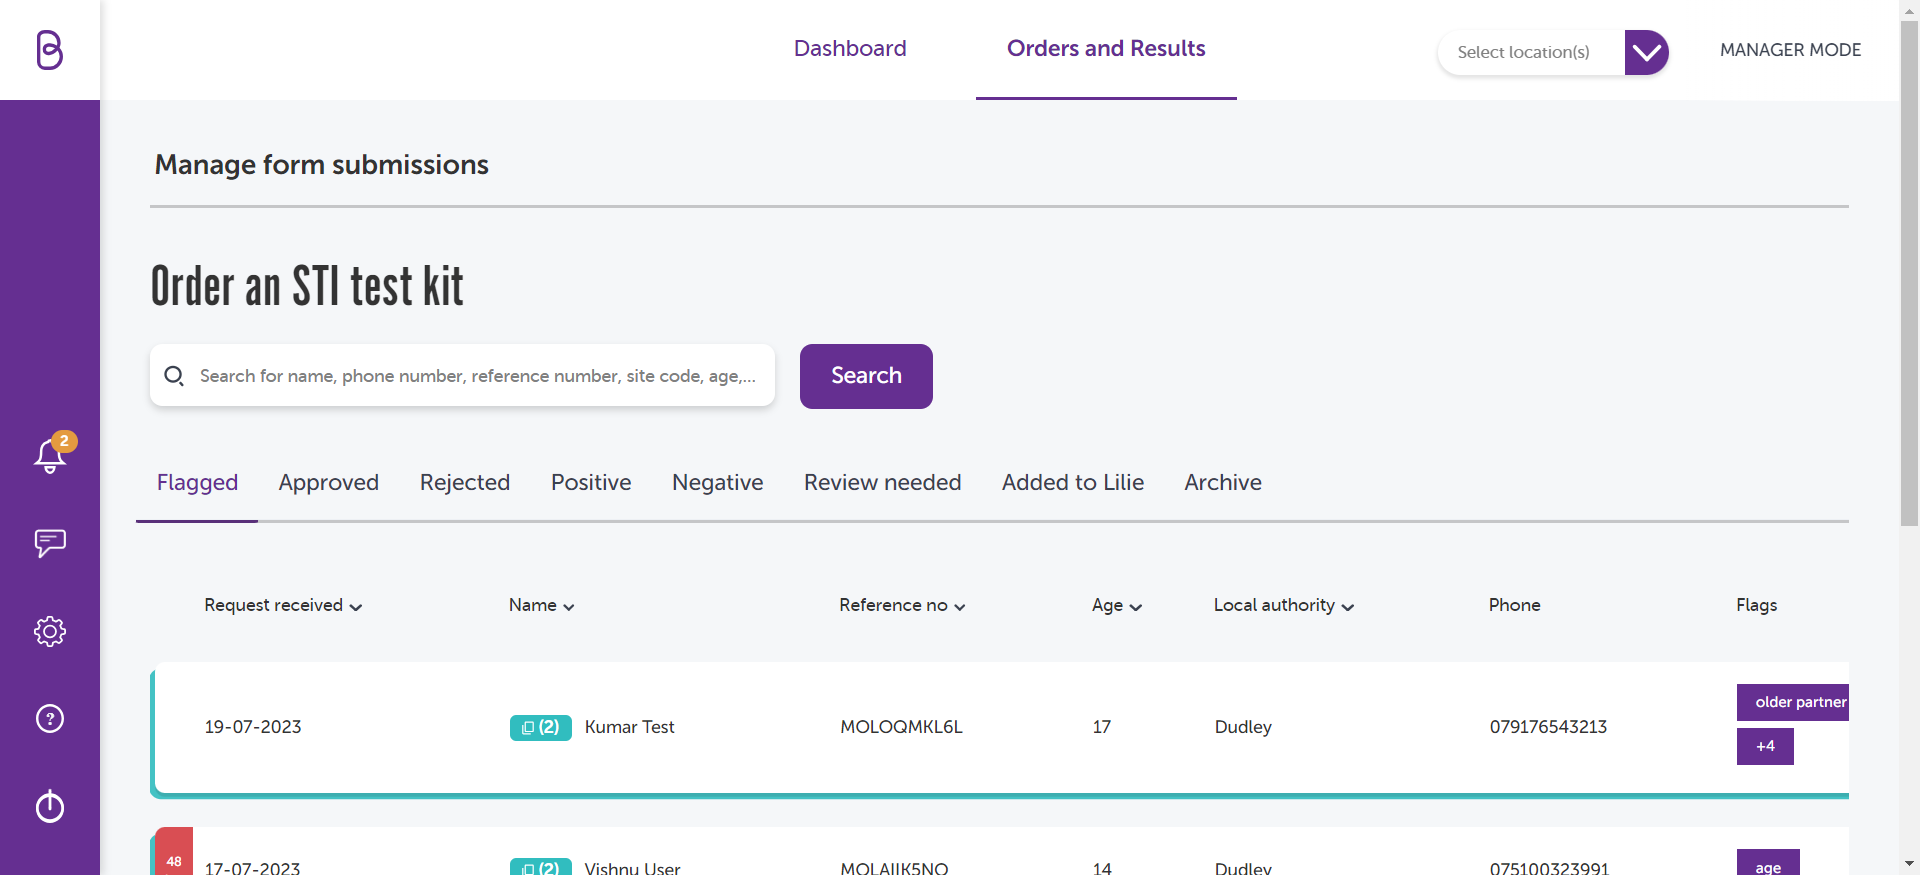 B
Dashboard
Orders and Results
Select location(s)
MANAGER MODE
Manage form submissions
Order an STI test kit
Search for name, phone number, reference number, site code, age,...
Search
2
Flagged
Approved
Rejected
Positive
Negative
Review needed
Added to Lilie
Archive
Request received
Name
Reference no
Age
Local authority
Phone
Flags
19-07-2023
(2)
Kumar Test
MOLOQMKL6L
17
Dudley
079176543213
older partner
+4
48
17-07-2023
(2)
Vishnu User
MOLAIIK5NO
14
Dudley
075100323991
age